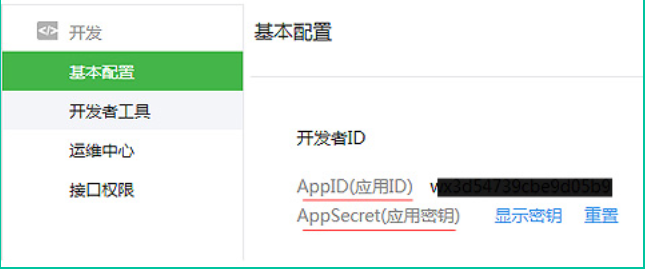 </> 开发
基本配置
开发者工具
运维中心
接口权限
基本配置
开发者ID
AppID(应用ID)
AppSecret(应用密钥) 显示密钥 重置